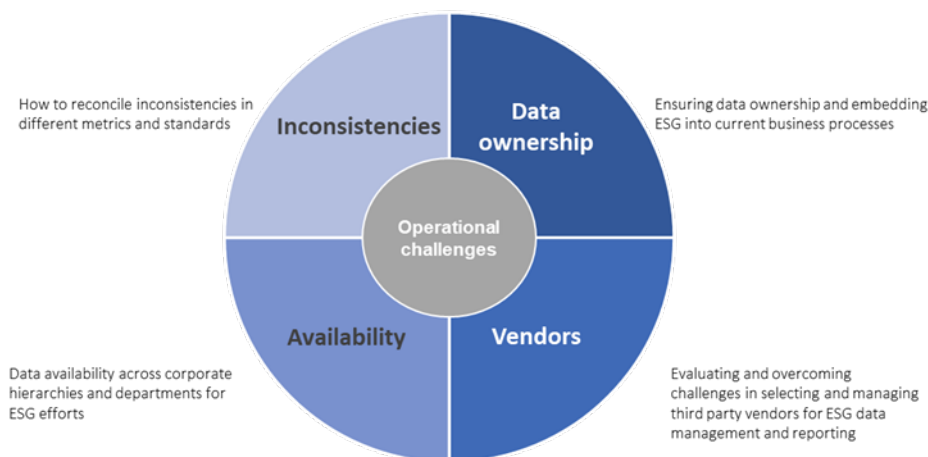 How to reconcile inconsistencies in
different metrics and standards
Inconsistencies
Data
ownership
Ensuring data ownership and embedding
ESG into current business processes
Operational
challenges
Data availability across corporate
hierarchies and departments for
ESG efforts
Availability
Vendors
Evaluating and overcoming
challenges in selecting and managing
third party vendors for ESG data
management and reporting